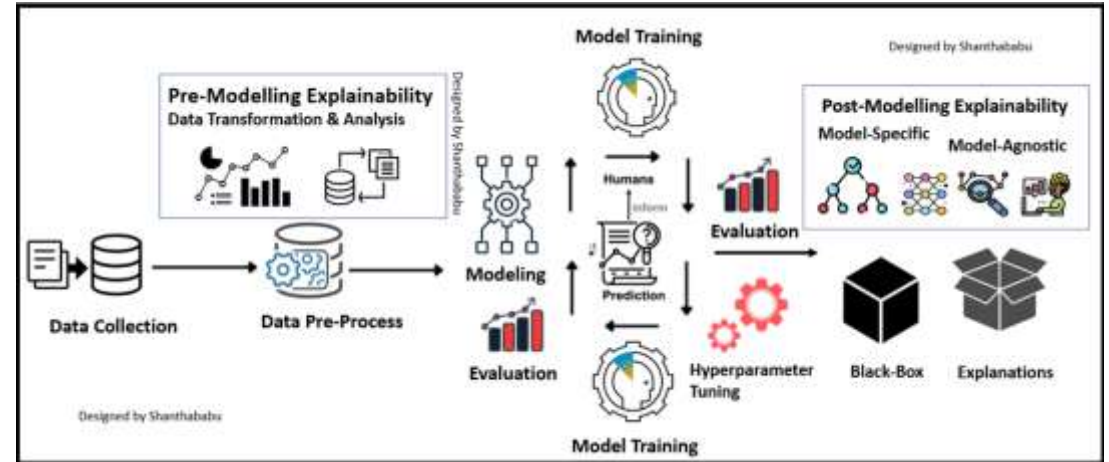 Model Training
Designed by Shanthababu
Pre-Modelling Explainability
Data Transformation & Analysis
Designed by Shanthababu
Post-Modelling Explainability
Model-Specific
Model-Agnostic
Humans
inform
Evaluation
Modeling
Prediction
Data Collection
Data Pre-Process
Evaluation
Hyperparameter
Tuning
Black-Box
Explanations
Designed by Shanthababu
Model Training